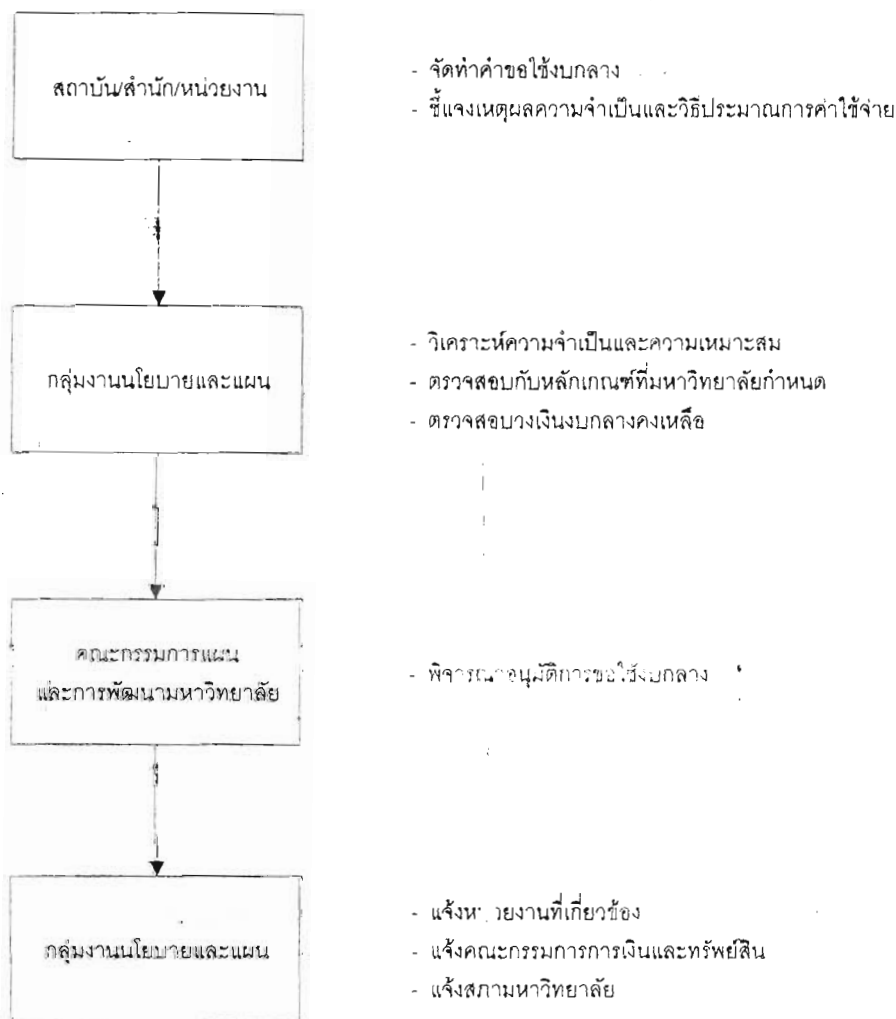 สถาบัน/สำนัก/หน่วยงาน
- จัดทำคำขอใช้งบกลาง
- ชี้แจงเหตุผลความจำเป็นและวิธีประมาณการค่าใช้จ่าย
กลุ่มงานนโยบายและแผน
- วิเคราะห์ความจำเป็นและความเหมาะสม
- ตรวจสอบกับหลักเกณฑ์ที่มหาวิทยาลัยกำหนด
- ตรวจสอบวงเงินงบกลางคงเหลือ
คณะกรรมการแผน
และการพัฒนามหาวิทยาลัย
- พิจารณาอนุมัติการขอใช้งบกลาง
กลุ่มงานนโยบายและแผน
- แจ้งหน่วยงานที่เกี่ยวข้อง
- แจ้งคณะกรรมการการเงินและทรัพย์สิน
- แจ้งสภามหาวิทยาลัย